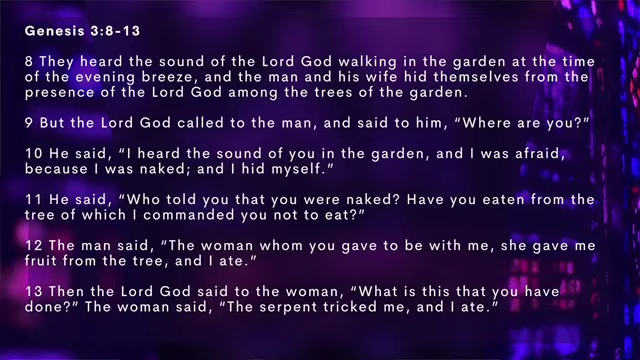 Genesis 3:8-13
8 They heard the sound of the Lord God walking in the garden at the time
of the evening breeze, and the man and his wife hid themselves from the
presence of the Lord God among the trees of the garden.
9 But the Lord God called to the man, and said to him, “Where are you?”
10 He said, “I heard the sound of you in the garden, and I was afraid,
because I was naked; and I hid myself.”
11 He said, “Who told you that you were naked? Have you eaten from the
tree of which I commanded you not to eat?”
12 The man said, “The woman whom you gave to be with me, she gave me
fruit from the tree, and I ate.”
13 Then the Lord God said to the woman, “What is this that you have
done?” The woman said, “The serpent tricked me, and I ate.”